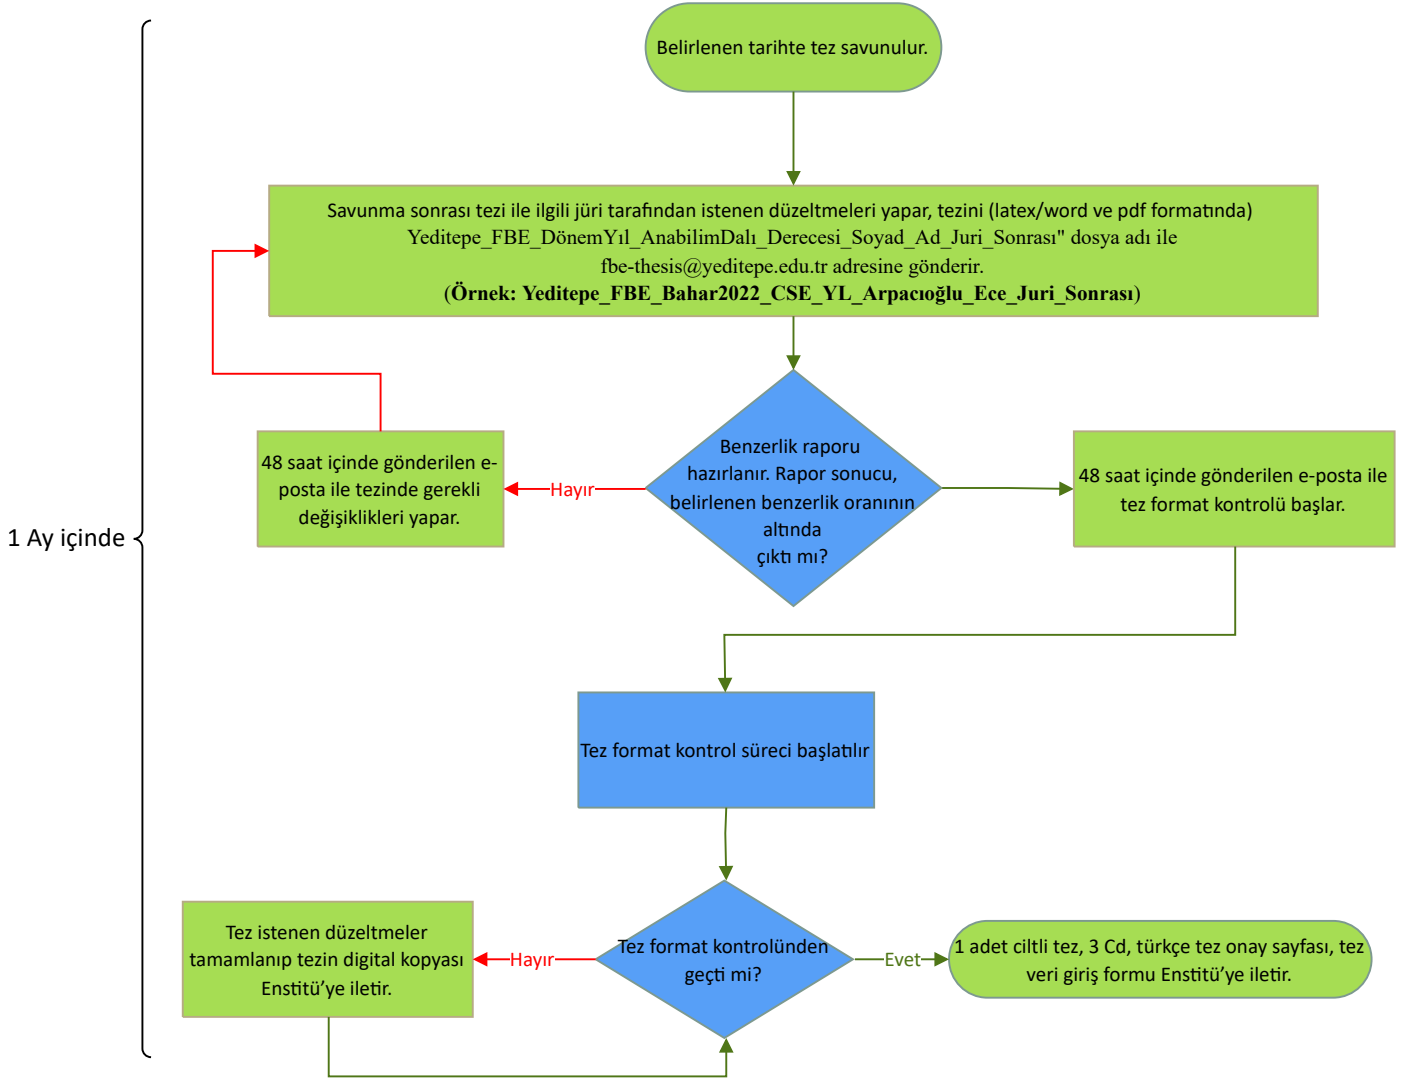 Belirlenen tarihte tez savunulur.
Savunma sonrası tezi ile ilgili jüri tarafından istenen düzeltmeleri yapar, tezini (latex/word ve pdf formatında)
Yeditepe_FBE_DönemYıl_AnabilimDalı_Derecesi_Soyad_Ad_Juri_Sonrası" dosya adı ile
fbe-thesis@yeditepe.edu.tr adresine gönderir.
(Örnek: Yeditepe_FBE_Bahar2022_CSE_YL_Arpacıoğlu_Ece_Juri_Sonrası)
48 saat içinde gönderilen e-
posta ile tezinde gerekli
değişiklikleri yapar.
Hayır
Benzerlik raporu
hazırlanır. Rapor sonucu,
belirlenen benzerlik oranının
altında
çıktı mı?
48 saat içinde gönderilen e-posta ile
tez format kontrolü başlar.
1 Ay içinde
Tez format kontrol süreci başlatılır
Tez istenen düzeltmeler
tamamlanıp tezin digital kopyası
Enstitü’ye iletir.
Hayır
Tez format kontrolünden
geçti mi?
Evet
1 adet ciltli tez, 3 Cd, türkçe tez onay sayfası, tez
veri giriş formu Enstitü’ye iletir.